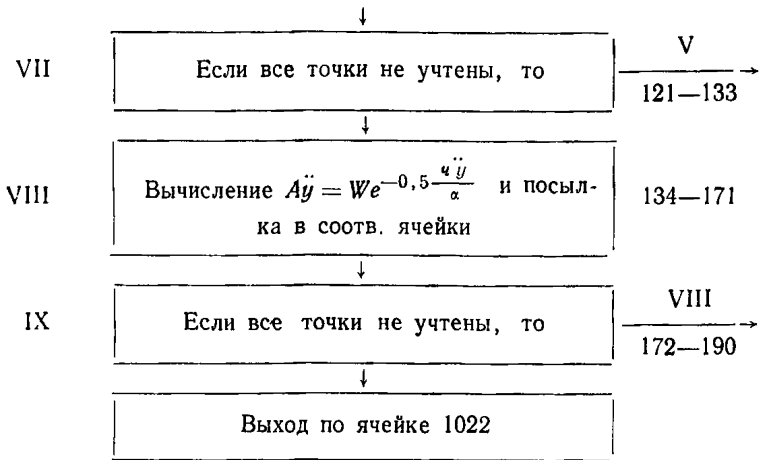 V
VII Если все точки не учтены, то
121—133
VIII Вычисление Aÿ = We^{−0,5 \frac{ч ÿ}{α}} и посыл-
ка в соотв. ячейки 134—171
VIII
IX Если все точки не учтены, то
172—190
Выход по ячейке 1022